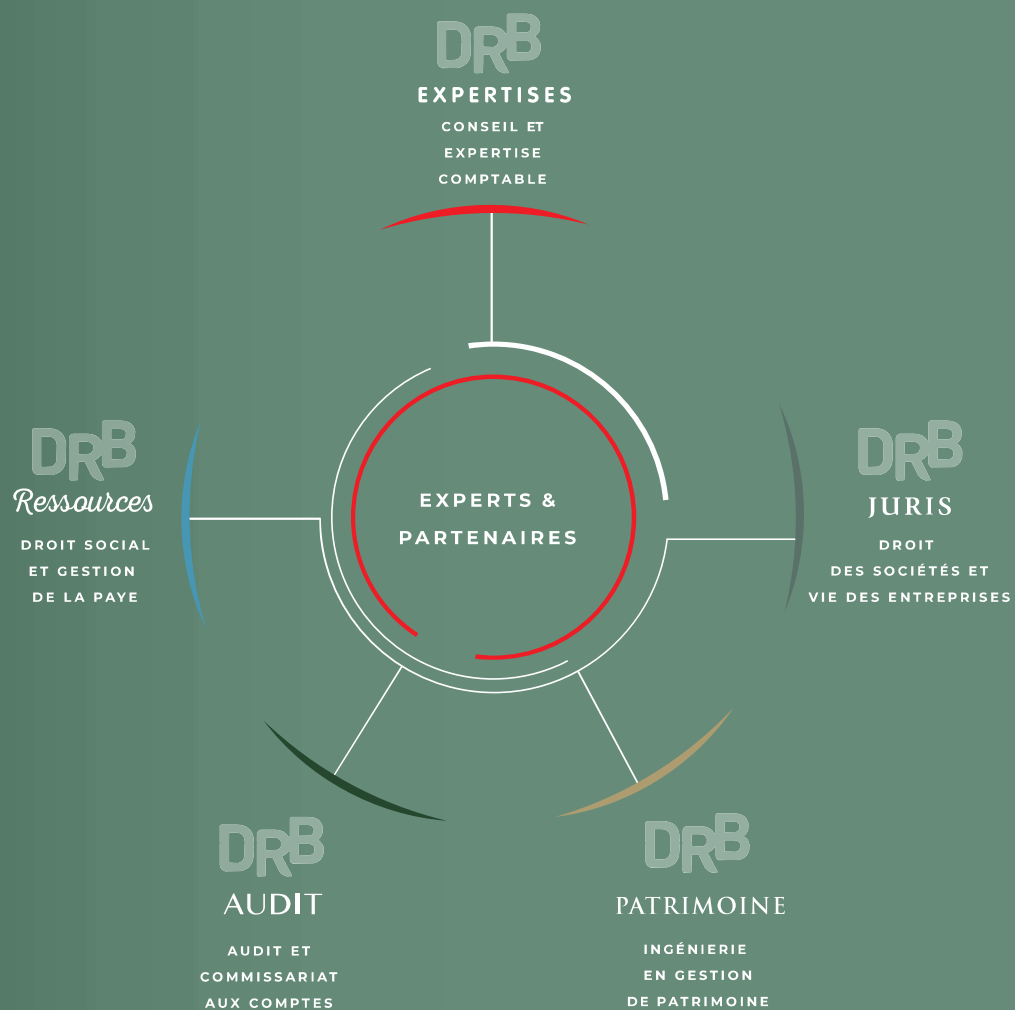 DRB
EXPERTISES
CONSEIL ET
EXPERTISE
COMPTABLE
DRB
Ressources
DROIT SOCIAL
ET GESTION
DE LA PAYE
EXPERTS &
PARTENAIRES
DRB
JURIS
DROIT
DES SOCIÉTÉS ET
VIE DES ENTREPRISES
DRB
AUDIT
AUDIT ET
COMMISSARIAT
AUX COMPTES
DRB
PATRIMOINE
INGÉNIERIE
EN GESTION
DE PATRIMOINE